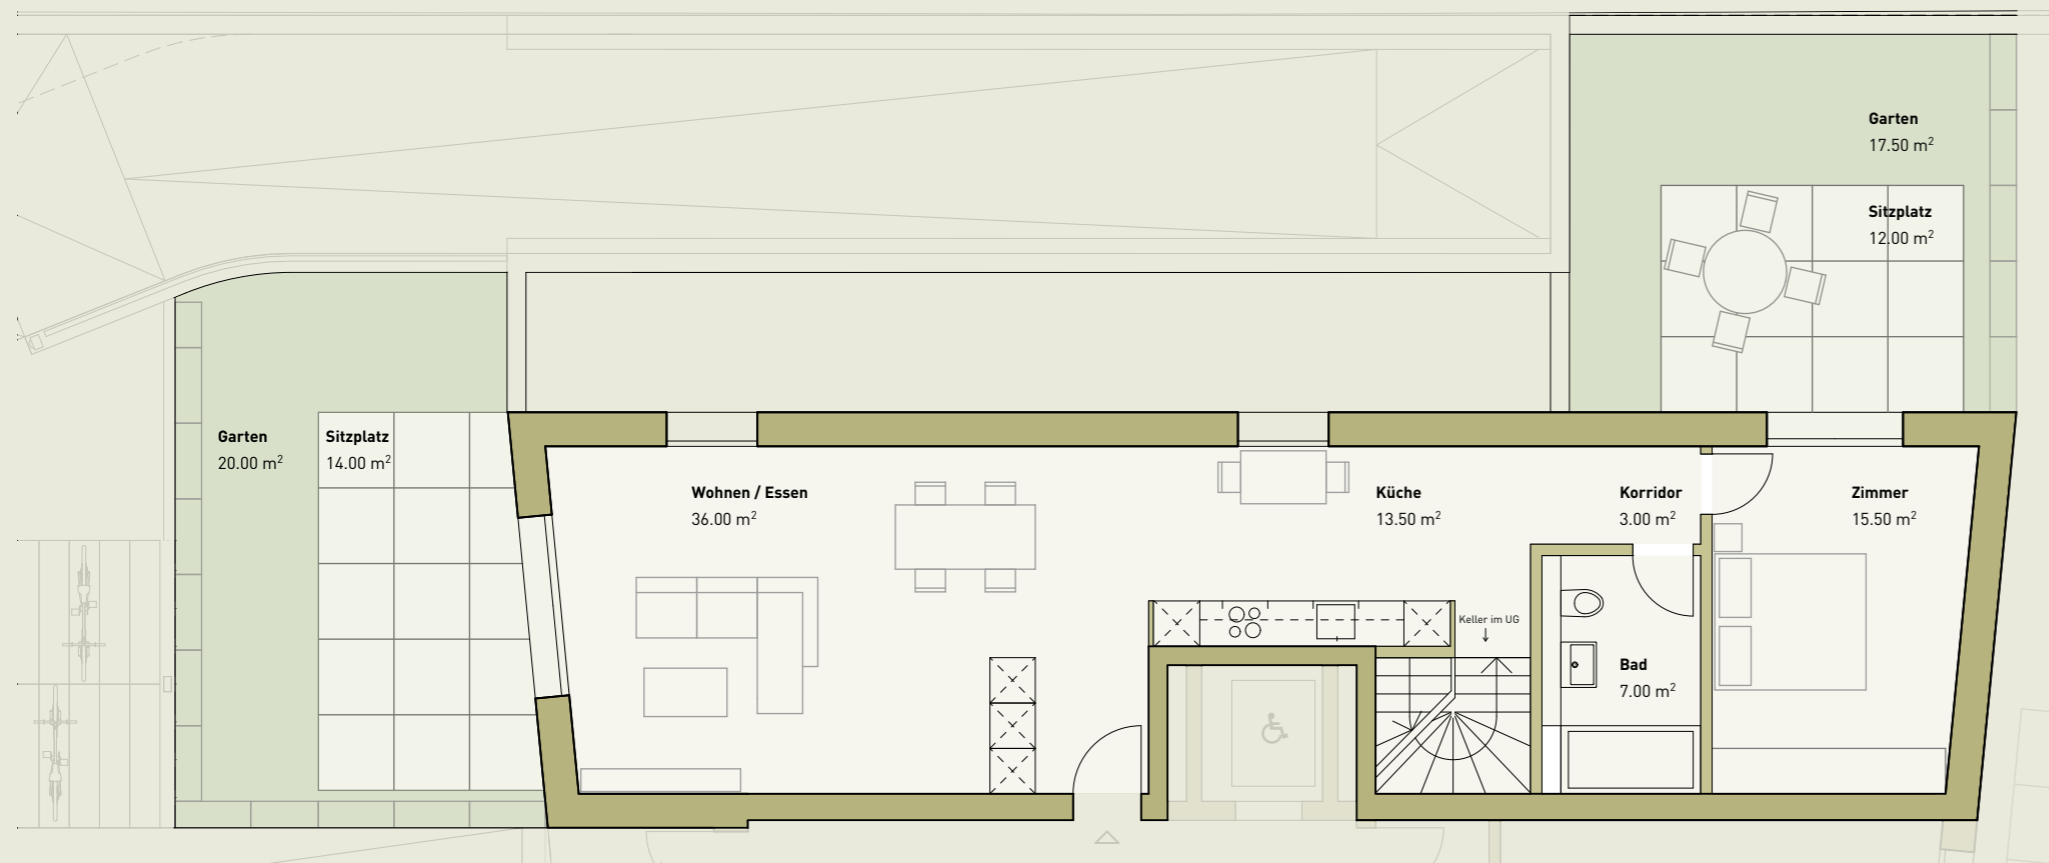 Garten
17.50 m²
Sitzplatz
12.00 m²
Garten
20.00 m²
Sitzplatz
14.00 m²
Wohnen / Essen
36.00 m²
Küche
13.50 m²
Korridor
3.00 m²
Zimmer
15.50 m²
Keller im UG
Bad
7.00 m²